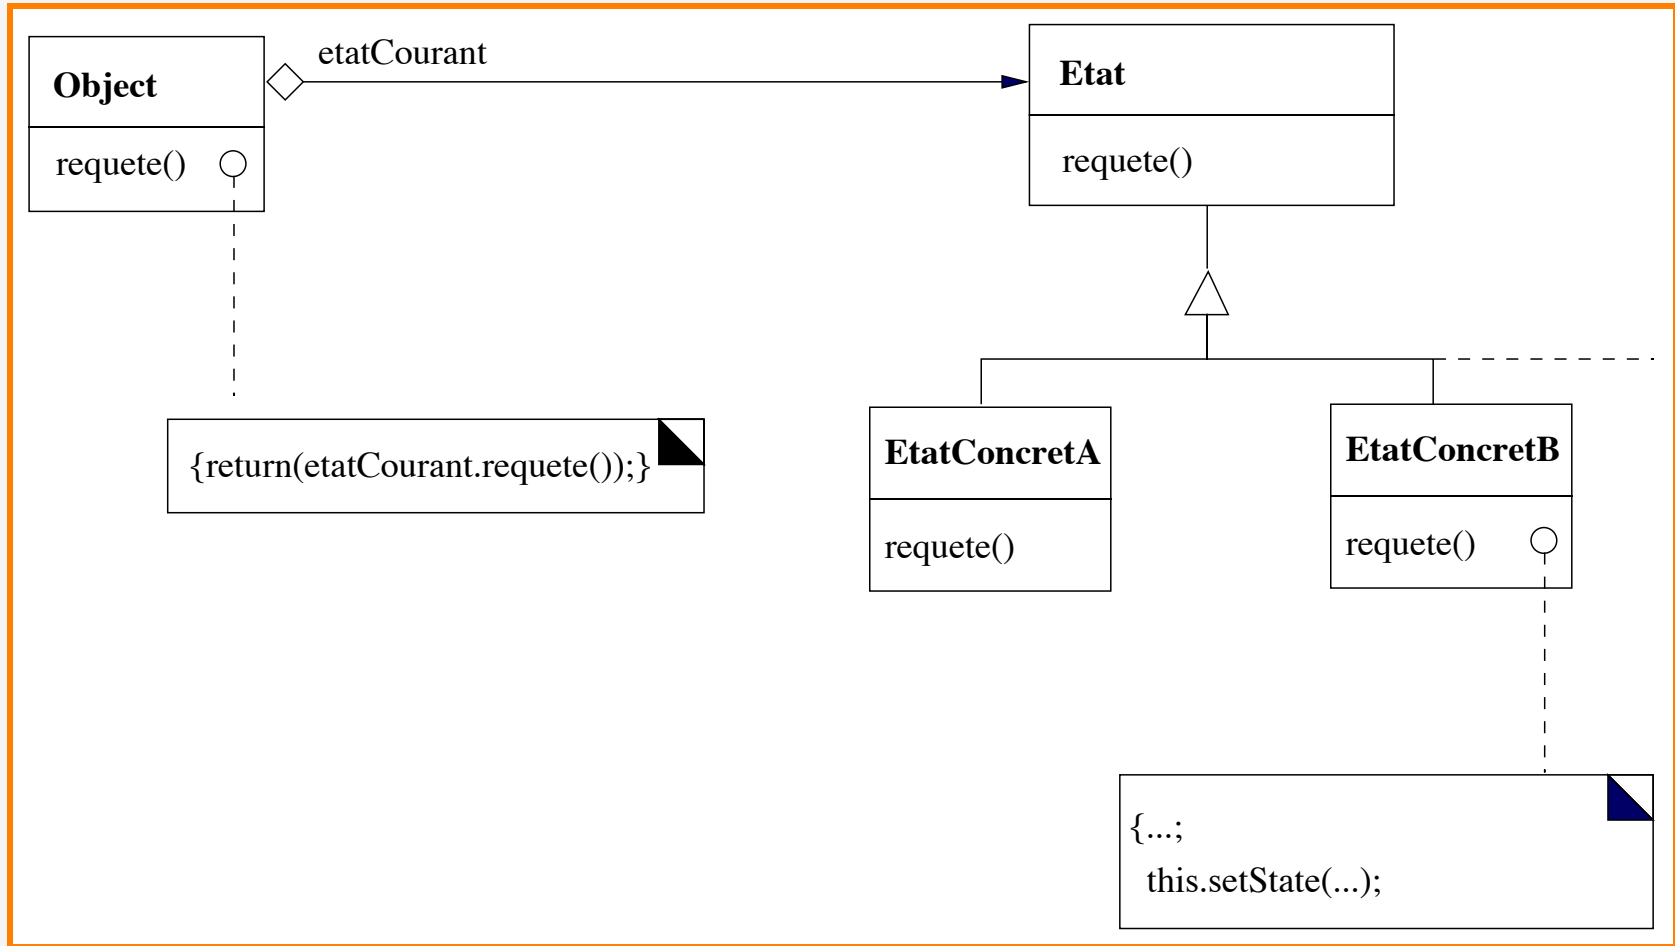 etatCourant
Object
requete()
Etat
requete()
{return(etatCourant.requete());}
EtatConcretA
requete()
EtatConcretB
requete()
{...;
this.setState(...);